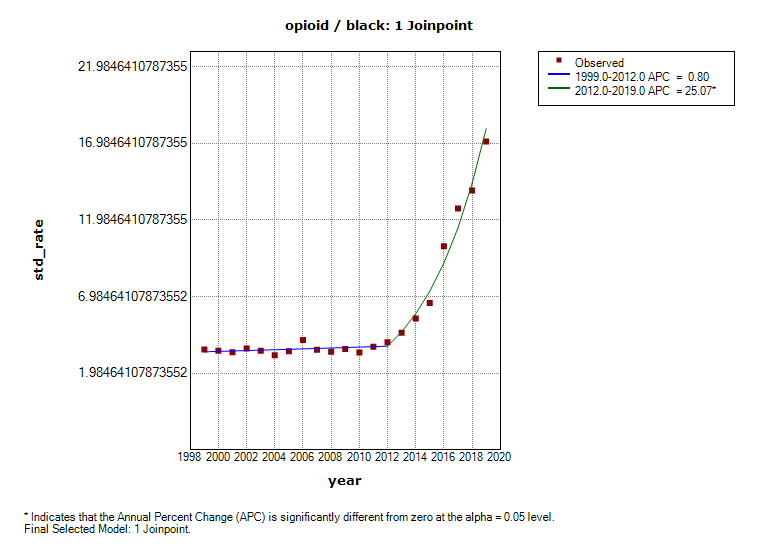 opioid / black: 1 Joinpoint
21.9846410787355
16.9846410787355
11.9846410787355
6.98464107873552
1.98464107873552
std_rate
1998 2000 2002 2004 2006 2008 2010 2012 2014 2016 2018 2020
year
Observed
1999.0-2012.0 APC = 0.80
2012.0-2019.0 APC = 25.07*
* Indicates that the Annual Percent Change (APC) is significantly different from zero at the alpha = 0.05 level.
Final Selected Model: 1 Joinpoint.